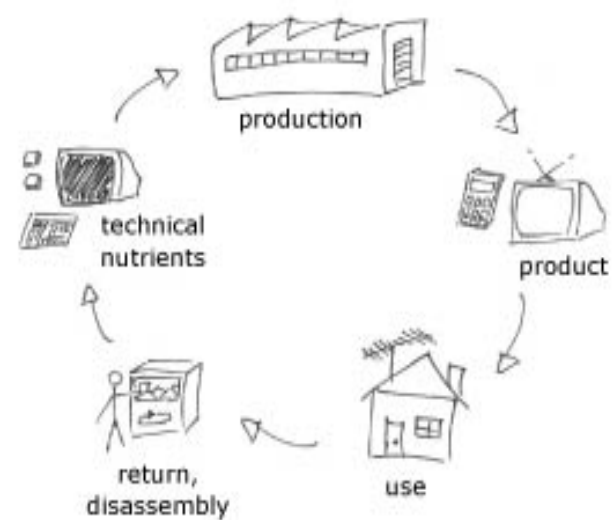 production
product
use
return,
disassembly
technical
nutrients